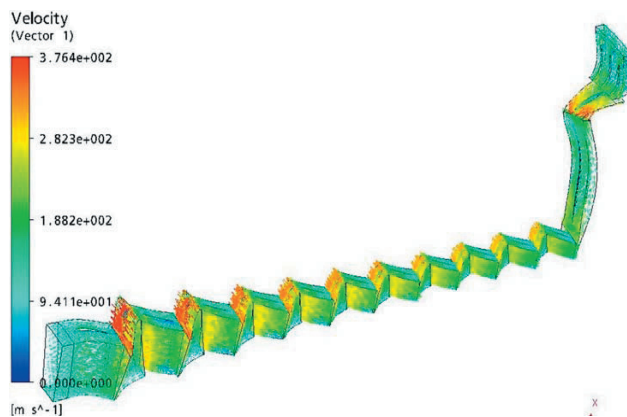 Velocity
(Vector 1)
3.764e+002
2.823e+002
1.882e+002
9.411e+001
0.000e+000
[m s^-1]
X